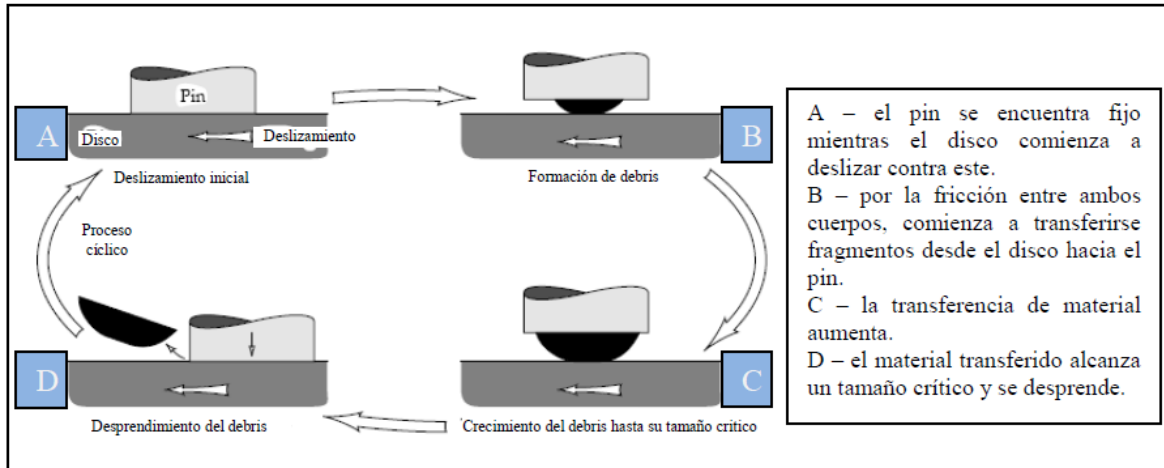 Pin
A
Disco
Deslizamiento
Deslizamiento inicial
B
Formación de debris
Proceso
cíclico
D
Desprendimiento del debris
C
Crecimiento del debris hasta su tamaño critico
A – el pin se encuentra fijo
mientras el disco comienza a
deslizar contra este.
B – por la fricción entre ambos
cuerpos, comienza a transferirse
fragmentos desde el disco hacia el
pin.
C – la transferencia de material
aumenta.
D – el material transferido alcanza
un tamaño crítico y se desprende.